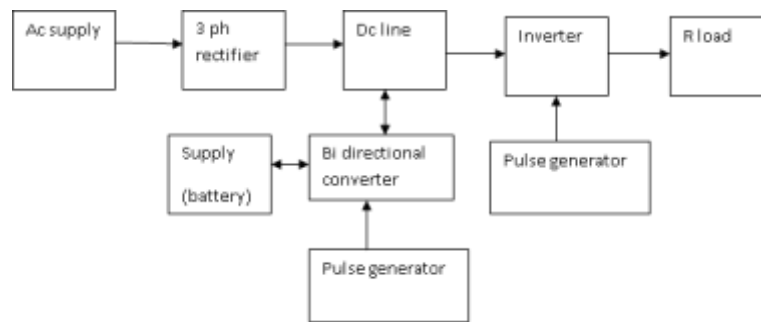 Ac supply
3 ph
rectifier
Dc line
Inverter
R load
Supply
(battery)
Bi directional
converter
Pulse generator
Pulse generator